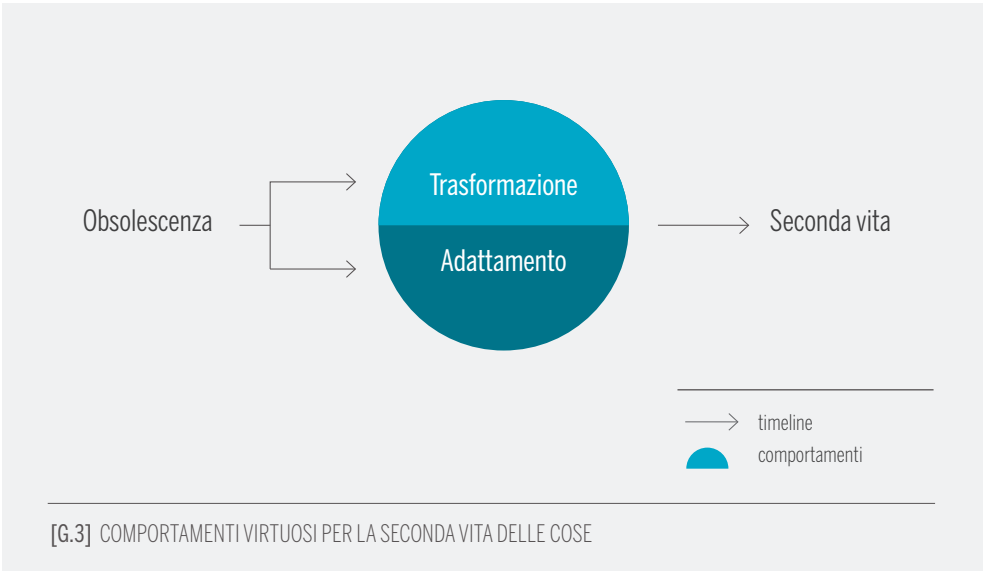 Obsolescenza
Trasformazione
Adattamento
Seconda vita
timeline
comportamenti
[G.3] COMPORTAMENTI VIRTUOSI PER LA SECONDA VITA DELLE COSE